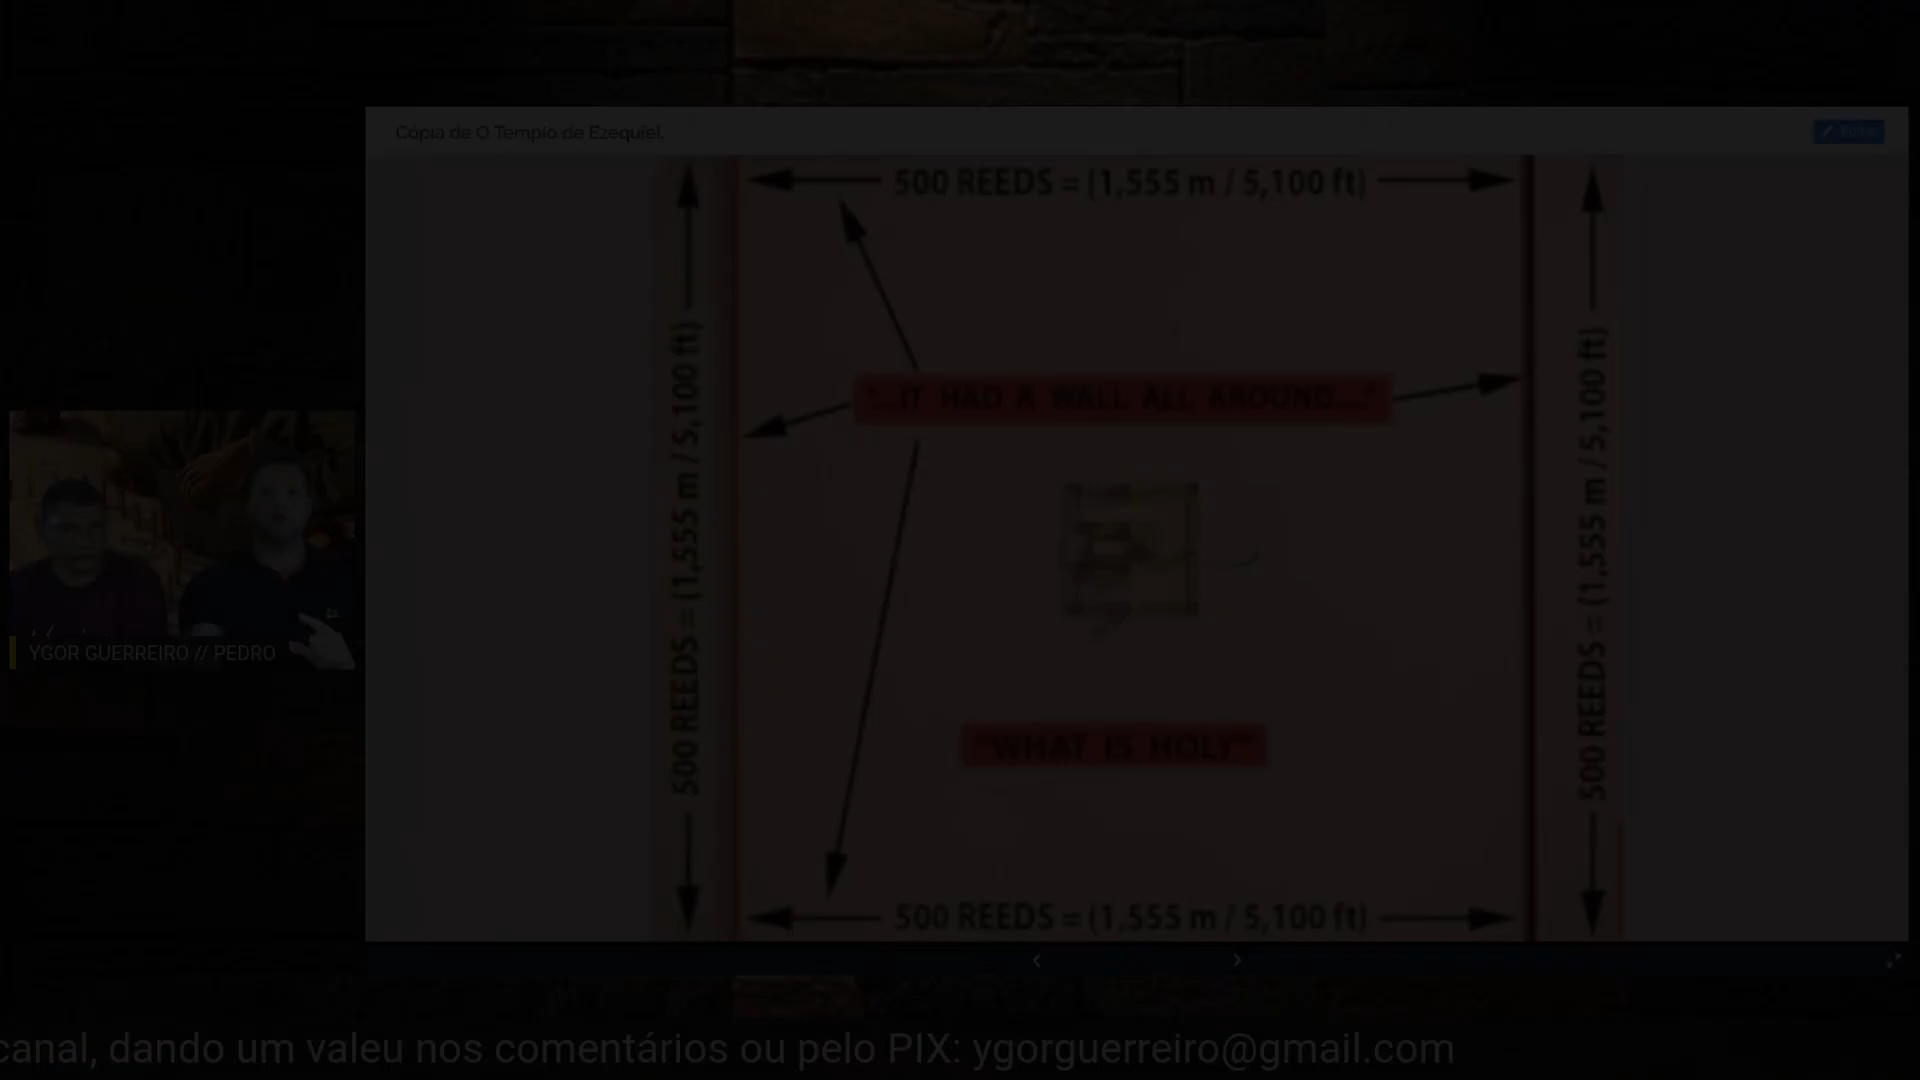 Cópia de O Templo de Ezequiel.
500 REEDS = (1,555 m / 5,100 ft)
500 REEDS = (1,555 m / 5,100 ft)
500 REEDS = (1,555 m / 5,100 ft)
"...IT HAD A WALL ALL AROUND..."
"WHAT IS HOLY"
500 REEDS = (1,555 m / 5,100 ft)
YGOR GUERREIRO // PEDRO
canal, dando um valeu nos comentários ou pelo PIX: ygorguerreiro@gmail.com